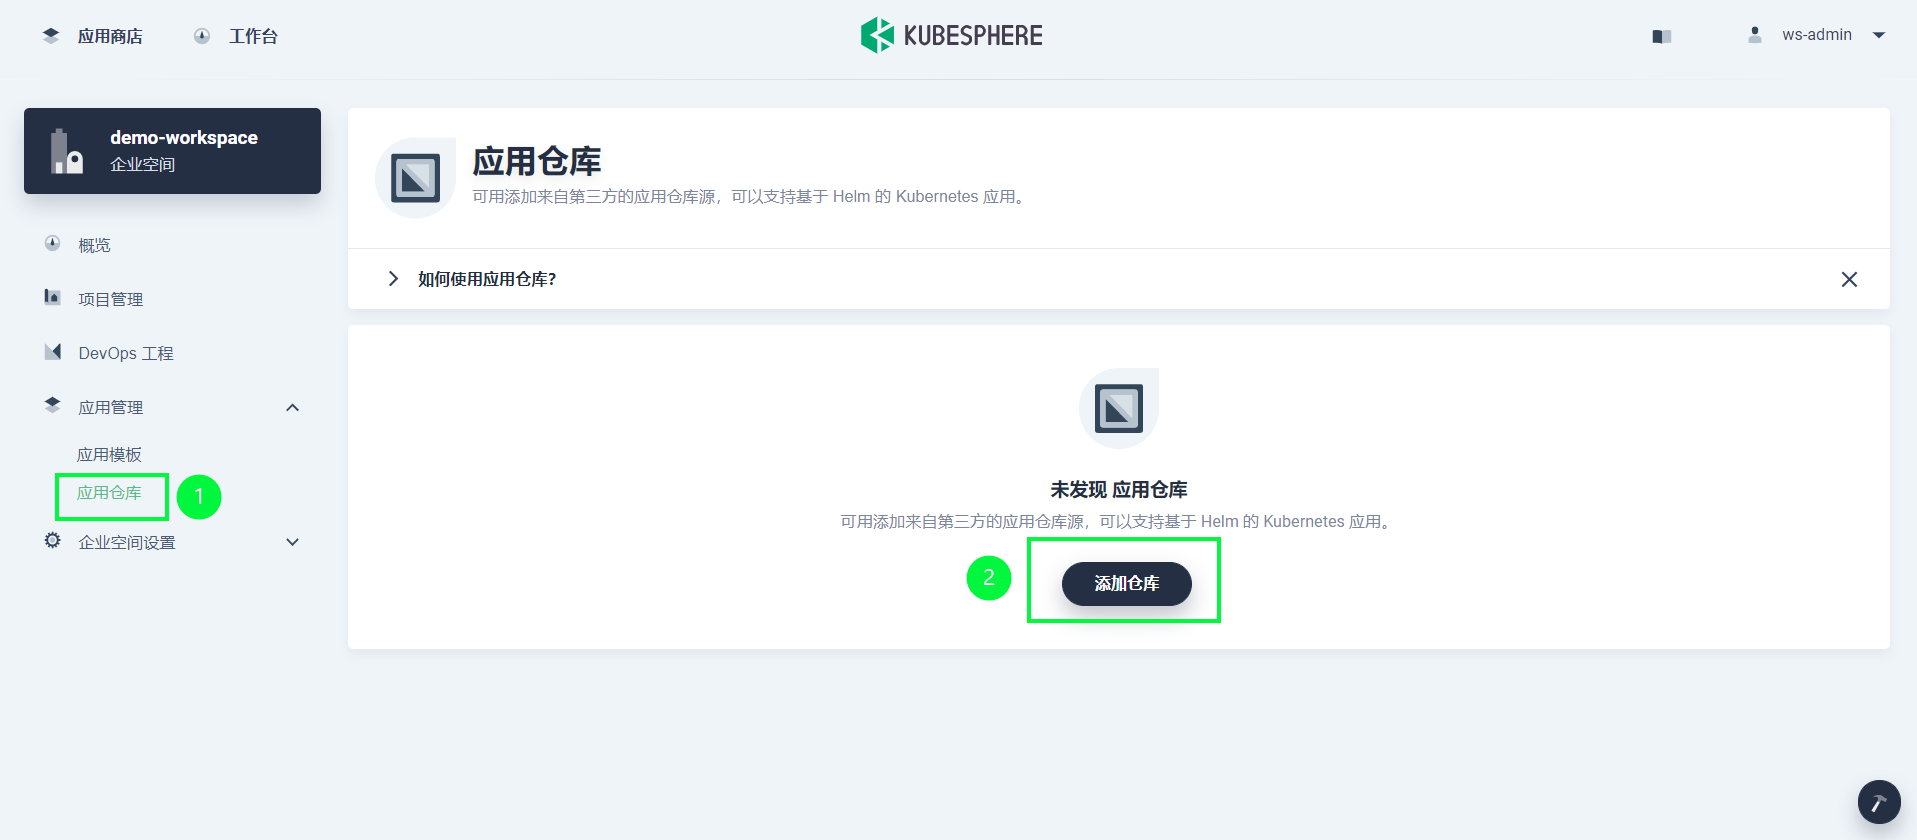 应用商店 工作台 KUBESPHERE ws-admin
demo-workspace
企业空间
概览
项目管理
DevOps 工程
应用管理
应用模板
应用仓库 1
企业空间设置
应用仓库
可用添加来自第三方的应用仓库源，可以支持基于 Helm 的 Kubernetes 应用。
如何使用应用仓库?
未发现 应用仓库
可用添加来自第三方的应用仓库源，可以支持基于 Helm 的 Kubernetes 应用。
2 添加仓库